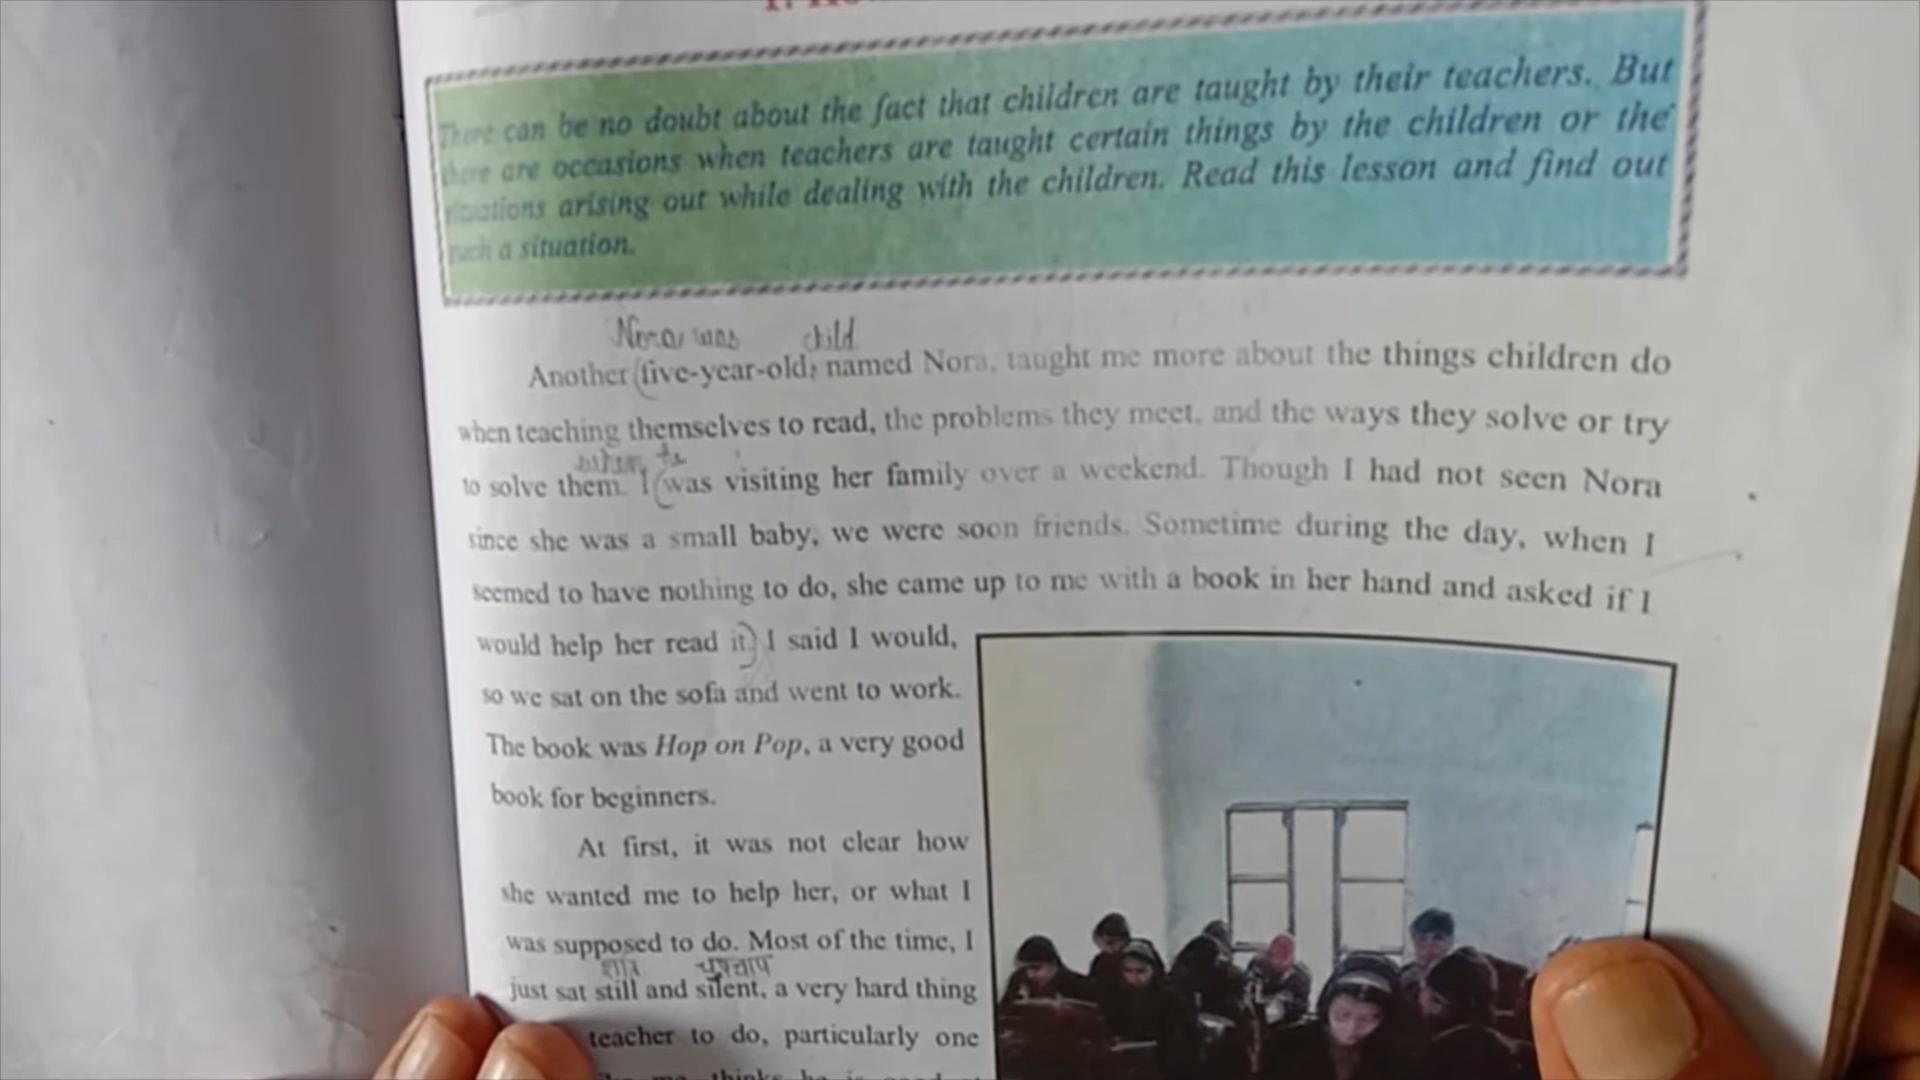 There can be no doubt about the fact that children are taught by their teachers. But
there are occasions when teachers are taught certain things by the children or the
situations arising out while dealing with the children. Read this lesson and find out
such a situation.
Nora was child
Another five-year-old, named Nora, taught me more about the things children do
when teaching themselves to read, the problems they meet, and the ways they solve or try
to solve them. I was visiting her family over a weekend. Though I had not seen Nora
since she was a small baby, we were soon friends. Sometime during the day, when I
seemed to have nothing to do, she came up to me with a book in her hand and asked if I
would help her read it. I said I would,
so we sat on the sofa and went to work.
The book was Hop on Pop, a very good
book for beginners.
At first, it was not clear how
she wanted me to help her, or what I
was supposed to do. Most of the time, I
शांत चुपचाप
just sat still and silent, a very hard thing
teacher to do, particularly one
me, thinks he is good at